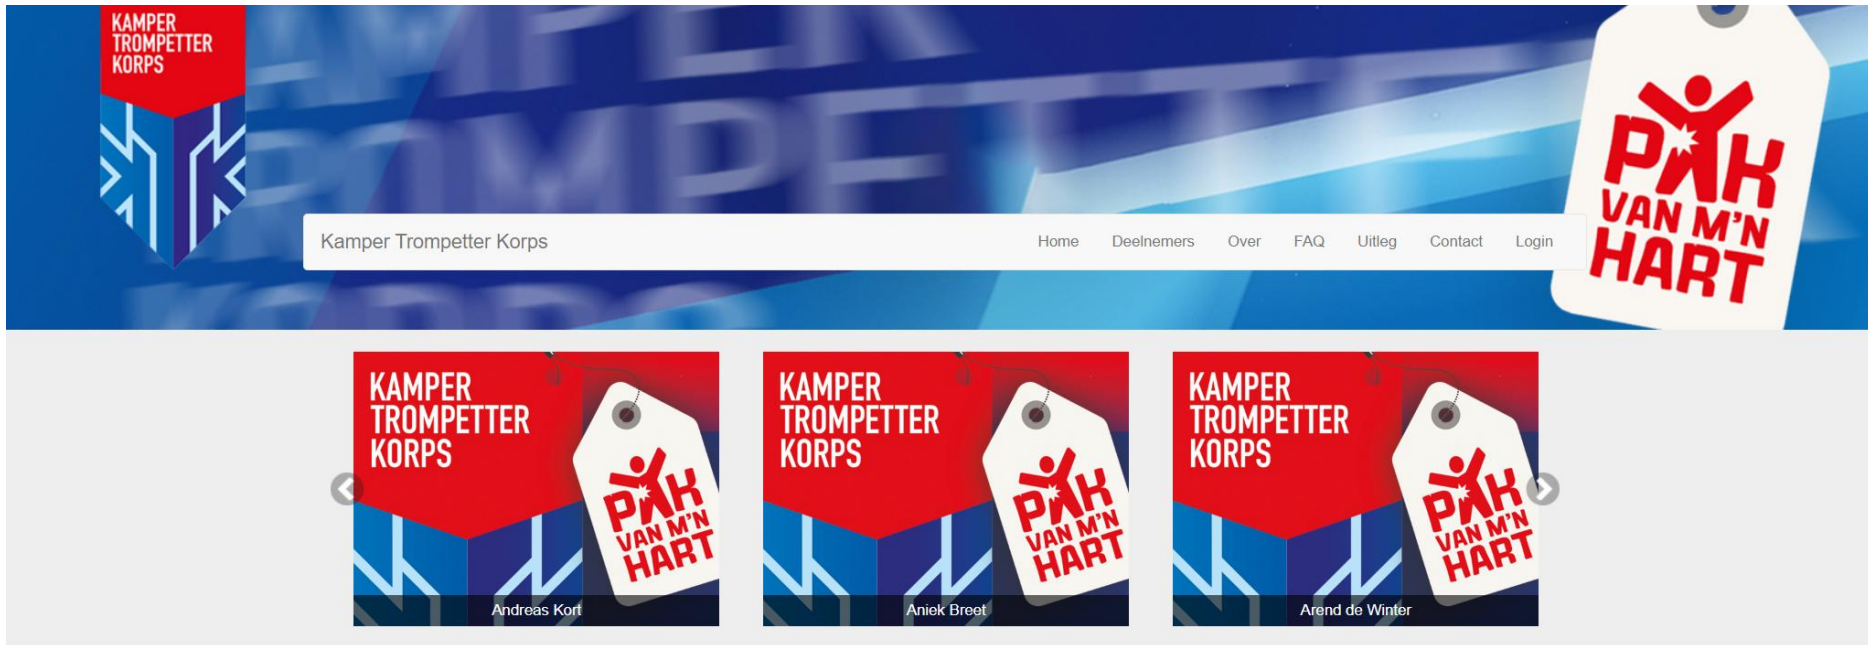 KAMPER
TROMPETTER
KORPS
PAK
VAN M'N
HART
Kamper Trompetter Korps
Home Deelnemers Over FAQ Uitleg Contact Login
KAMPER
TROMPETTER
KORPS
PAK
VAN M'N
HART
Andreas Kort
KAMPER
TROMPETTER
KORPS
PAK
VAN M'N
HART
Aniek Breet
KAMPER
TROMPETTER
KORPS
PAK
VAN M'N
HART
Arend de Winter